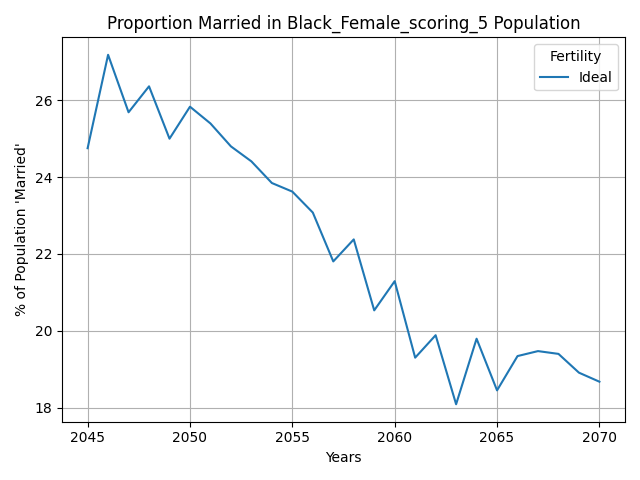 Proportion Married in Black_Female_scoring_5 Population
Fertility
Ideal
% of Population 'Married'
26
24
22
20
18
2045 2050 2055 2060 2065 2070
Years